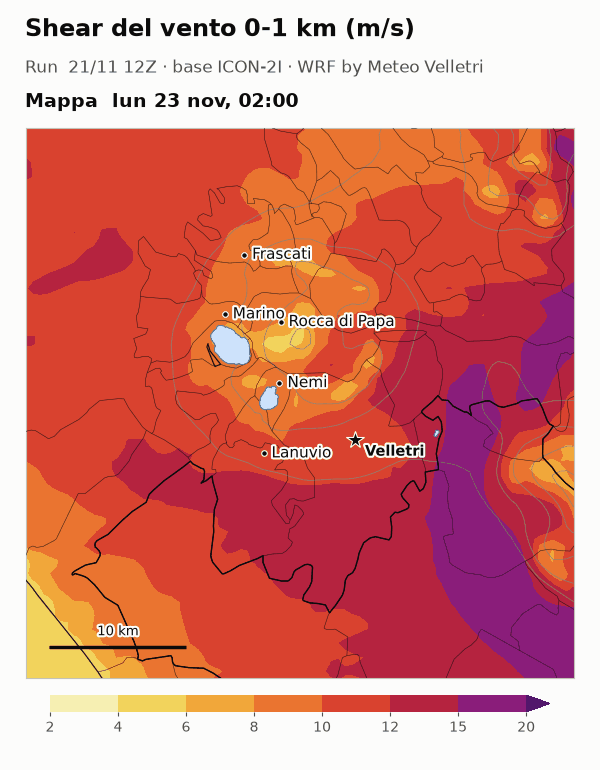 Shear del vento 0-1 km (m/s)
Run  21/11 12Z · base ICON-2I · WRF by Meteo Velletri
Mappa  lun 23 nov, 02:00
Frascati
Marino
Rocca di Papa
Nemi
Velletri
Lanuvio
10 km
2 4 6 8 10 12 15 20